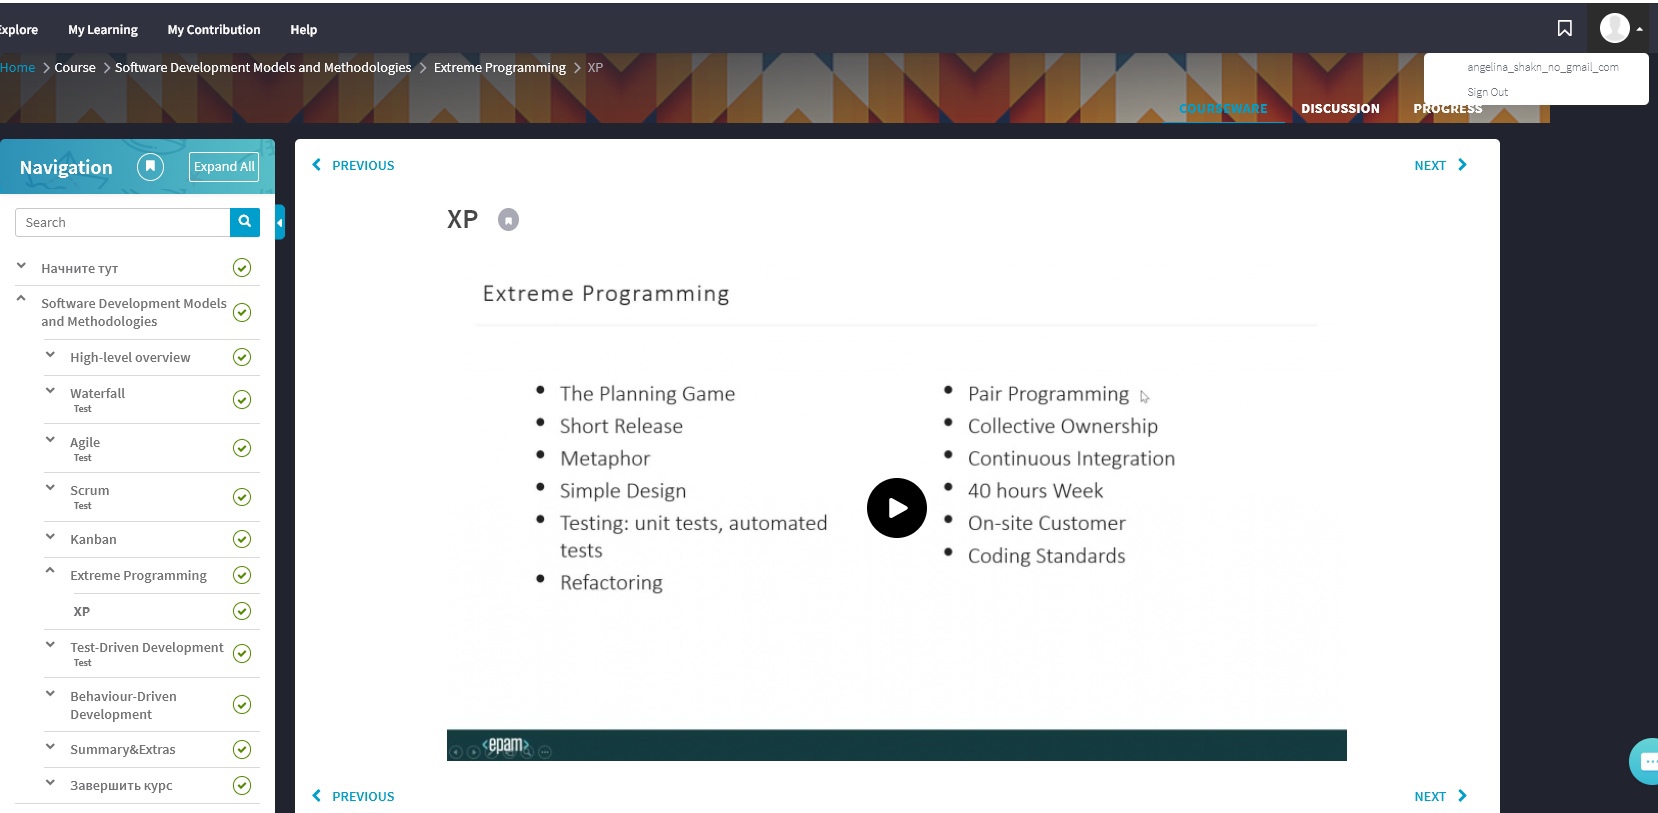 Explore My Learning My Contribution Help
Home Course Software Development Models and Methodologies Extreme Programming XP
angelina_shakn_no_gmail_com
Sign Out
COURSEWARE DISCUSSION PROGRESS
Navigation Expand All
Search
Начните тут
Software Development Models
and Methodologies
High-level overview
Waterfall
Test
Agile
Test
Scrum
Test
Kanban
Extreme Programming
XP
Test-Driven Development
Test
Behaviour-Driven
Development
Summary&Extras
Завершить курс
PREVIOUS NEXT
XP
Extreme Programming
The Planning Game
Short Release
Metaphor
Simple Design
Testing: unit tests, automated
tests
Refactoring
Pair Programming
Collective Ownership
Continuous Integration
40 hours Week
On-site Customer
Coding Standards
<epam>
PREVIOUS NEXT